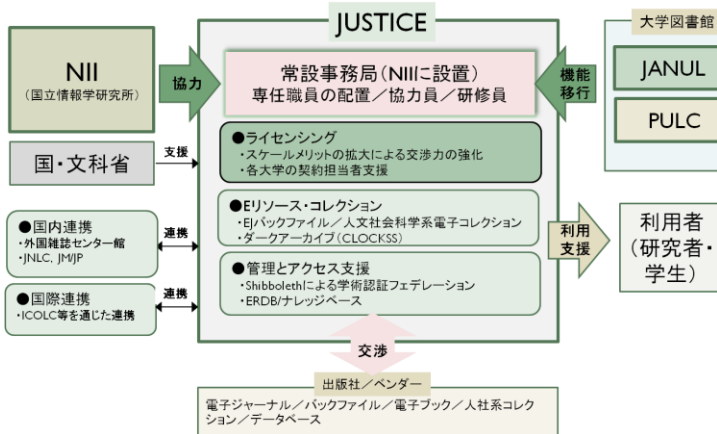 JUSTICE
大学図書館
NII
(国立情報学研究所)
協力
常設事務局(NIIに設置)
専任職員の配置/協力員/研修員
機能
移行
JANUL
PULC
国・文科省
支援
●ライセンシング
・スケールメリットの拡大による交渉力の強化
・各大学の契約担当者支援
●国内連携
・外国雑誌センター館
・JNLC, JM/JP
連携
●Eリソース・コレクション
・EJバックファイル/人文社会科学系電子コレクション
・ダークアーカイブ(CLOCKSS)
利用
支援
利用者
(研究者・
学生)
●国際連携
・ICOLC等を通じた連携
連携
●管理とアクセス支援
・Shibbolethによる学術認証フェデレーション
・ERDB/ナレッジベース
交渉
出版社/ベンダー
電子ジャーナル/バックファイル/電子ブック/人社系コレク
ション/データベース